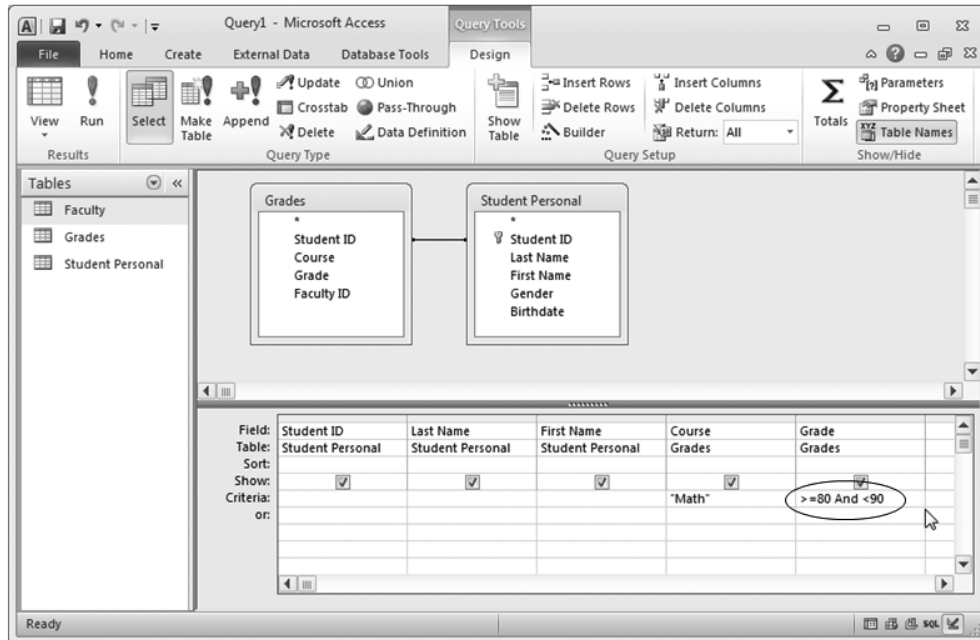 Query1 - Microsoft Access
Query Tools
File Home Create External Data Database Tools Design
View
Run
Select
Make Table
Append
Update
Crosstab
Delete
Union
Pass-Through
Data Definition
Show Table
Insert Rows
Delete Rows
Builder
Insert Columns
Delete Columns
Return: All
Totals
Parameters
Property Sheet
Table Names
Results Query Type Query Setup Show/Hide
Tables
Faculty
Grades
Student Personal
Grades
*
Student ID
Course
Grade
Faculty ID
Student Personal
*
Student ID
Last Name
First Name
Gender
Birthdate
Field: Student ID Last Name First Name Course Grade
Table: Student Personal Student Personal Student Personal Grades Grades
Sort:
Show:
Criteria: "Math" >=80 And <90
or:
Ready SQL